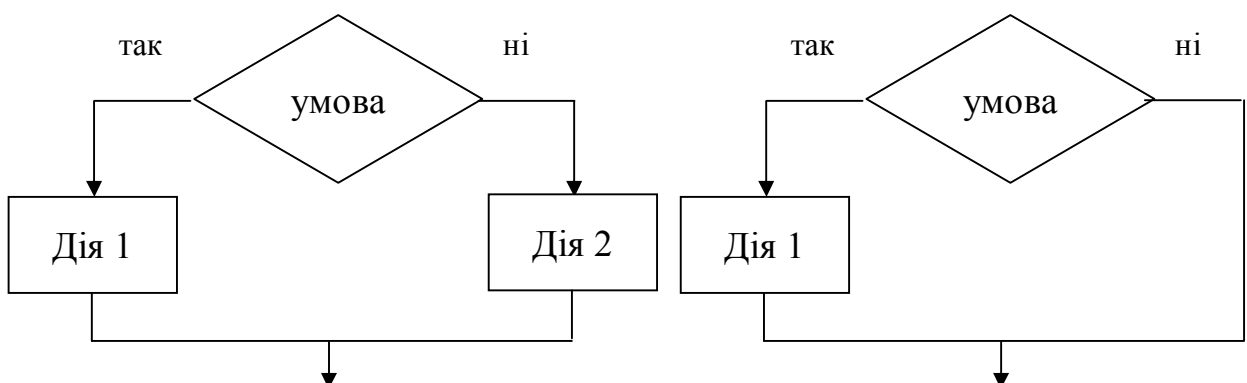 так
ні
умова
Дія 1
Дія 2
так
ні
умова
Дія 1